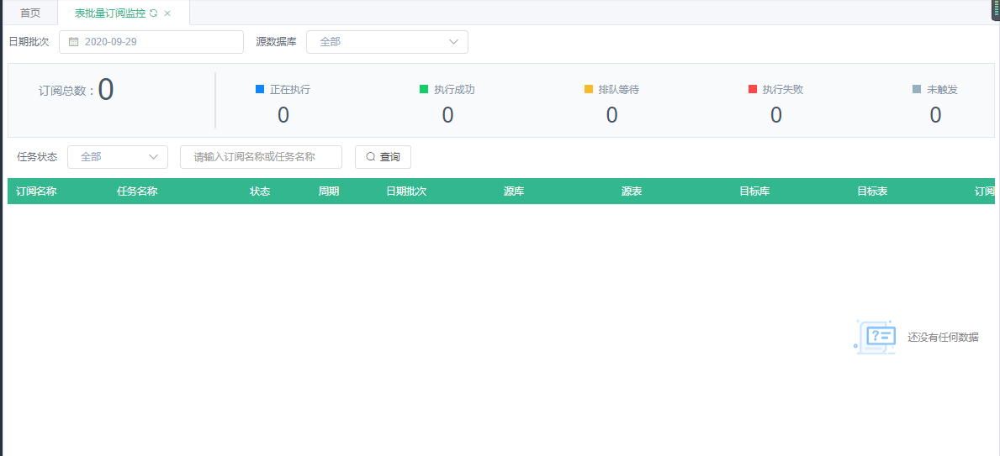 首页 表批量订阅监控
日期批次 2020-09-29 源数据库 全部
订阅总数：0 正在执行 执行成功 排队等待 执行失败 未触发
0 0 0 0 0
任务状态 全部 请输入订阅名称或任务名称 查询
订阅名称 任务名称 状态 周期 日期批次 源库 源表 目标库 目标表 订阅
还没有任何数据